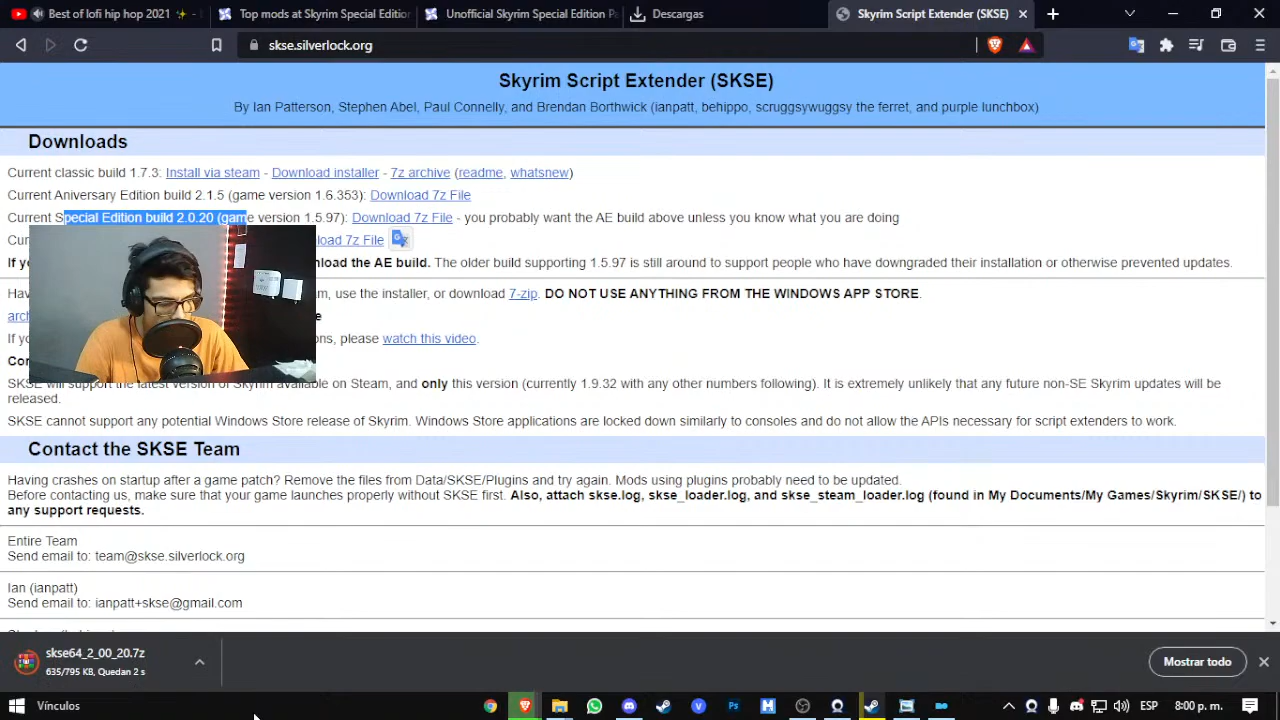 Best of lofi hip hop 2021 ✨ -
Top mods at Skyrim Special Edition
Unofficial Skyrim Special Edition Pa
Descargas
Skyrim Script Extender (SKSE)
skse.silverlock.org
Skyrim Script Extender (SKSE)
By Ian Patterson, Stephen Abel, Paul Connelly, and Brendan Borthwick (ianpatt, behippo, scruggsywuggsy the ferret, and purple lunchbox)
Downloads
Current classic build 1.7.3: Install via steam - Download installer - 7z archive (readme, whatsnew)
Current Aniversary Edition build 2.1.5 (game version 1.6.353): Download 7z File
Current Special Edition build 2.0.20 (game version 1.5.97): Download 7z File - you probably want the AE build above unless you know what you are doing
Cur load 7z File
If yo nload the AE build. The older build supporting 1.5.97 is still around to support people who have downgraded their installation or otherwise prevented updates.
Hav m, use the installer, or download 7-zip. DO NOT USE ANYTHING FROM THE WINDOWS APP STORE.
arch e
If yo ns, please watch this video.
Con
SKSE will support the latest version of Skyrim available on Steam, and only this version (currently 1.9.32 with any other numbers following). It is extremely unlikely that any future non-SE Skyrim updates will be
released.
SKSE cannot support any potential Windows Store release of Skyrim. Windows Store applications are locked down similarly to consoles and do not allow the APIs necessary for script extenders to work.
Contact the SKSE Team
Having crashes on startup after a game patch? Remove the files from Data/SKSE/Plugins and try again. Mods using plugins probably need to be updated.
Before contacting us, make sure that your game launches properly without SKSE first. Also, attach skse.log, skse_loader.log, and skse_steam_loader.log (found in My Documents/My Games/Skyrim/SKSE/) to
any support requests.
Entire Team
Send email to: team@skse.silverlock.org
Ian (ianpatt)
Send email to: ianpatt+skse@gmail.com
skse64_2_00_20.7z
635/795 KB, Quedan 2 s
Mostrar todo
Vínculos
ESP
8:00 p. m.